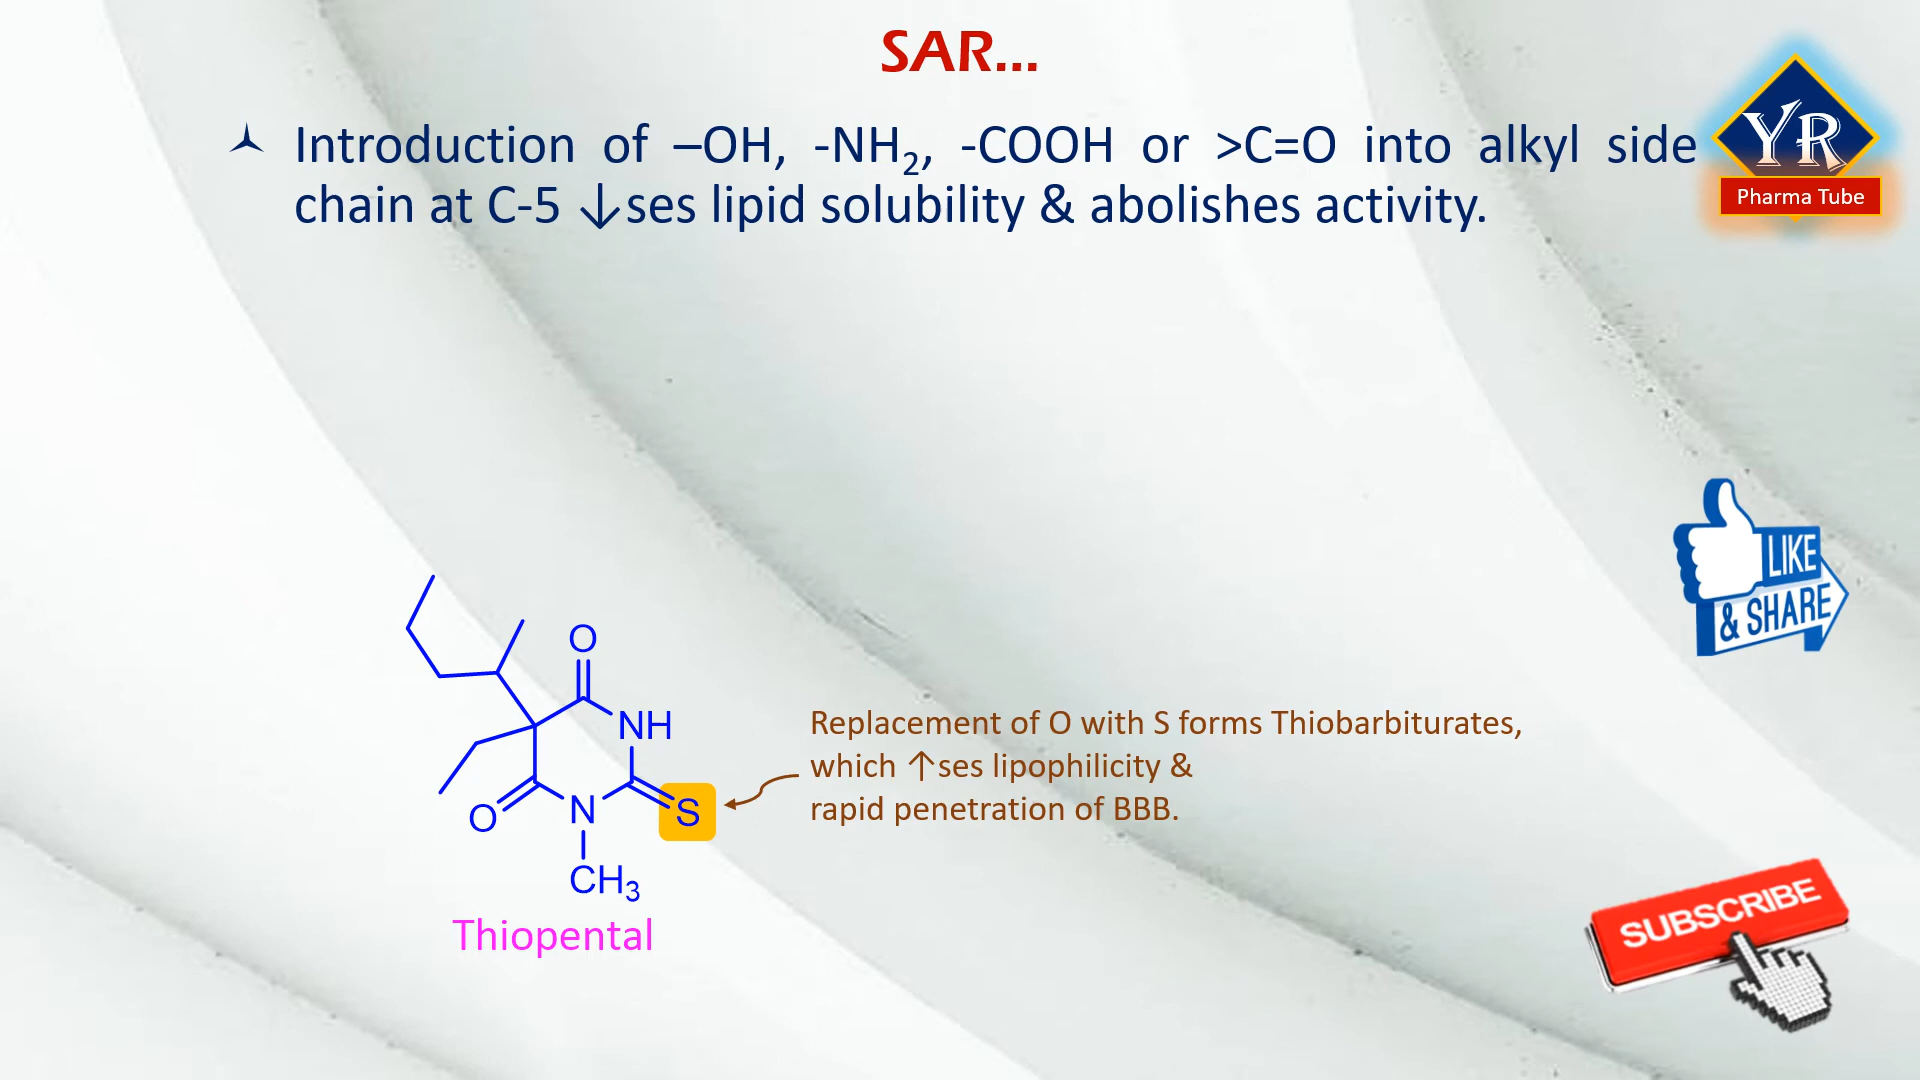 SAR...
Introduction of –OH, -NH₂, -COOH or >C=O into alkyl side
chain at C-5 ↓ses lipid solubility & abolishes activity.
YR
Pharma Tube
LIKE
& SHARE
O
NH
O
N
S
CH₃
Thiopental
Replacement of O with S forms Thiobarbiturates,
which ↑ses lipophilicity &
rapid penetration of BBB.
SUBSCRIBE